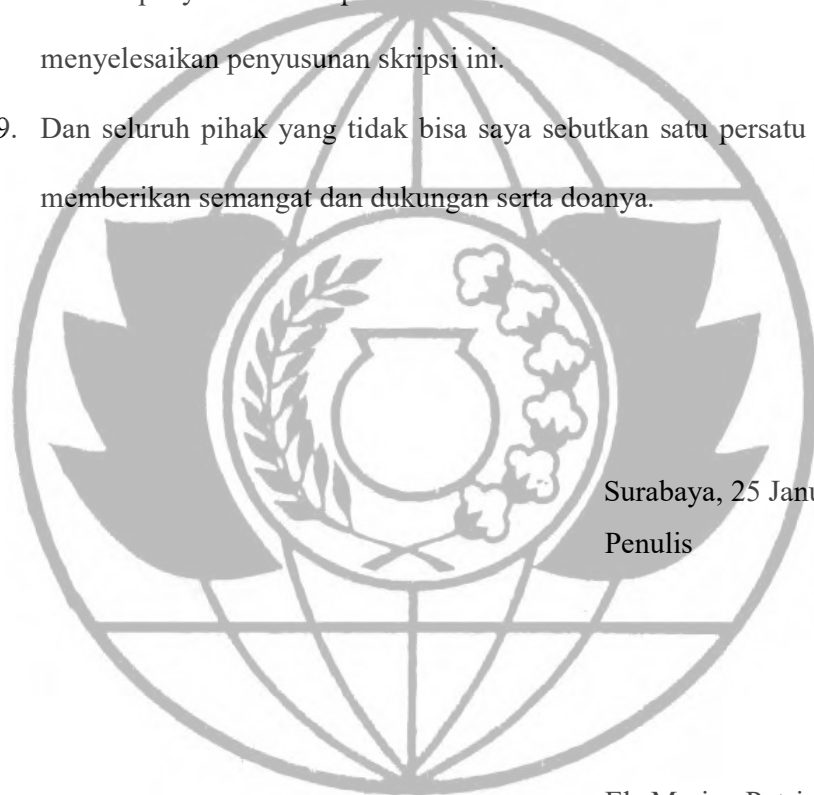 menyelesaikan penyusunan skripsi ini.
9. Dan seluruh pihak yang tidak bisa saya sebutkan satu persatu
memberikan semangat dan dukungan serta doanya.
Surabaya, 25
Penulis